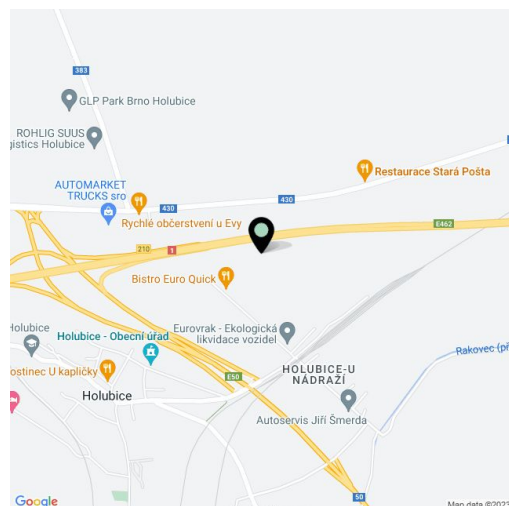 383
GLP Park Brno Holubice
ROHLIG SUUS
gistics Holubice
AUTOMARKET
TRUCKS sro
430
430
Restaurace Stará Pošta
Rychlé občerstvení u Evy
E462
210
1
Bistro Euro Quick
Holubice
Holubice - Obecní úřad
Eurovrak - Ekologická
likvidace vozidel
Rakovec (př
ostinec U kapličky
E50
HOLUBICE-U
NÁDRAŽÍ
Holubice
Autoservis Jiří Šmerda
50
Google
Map data ©2023